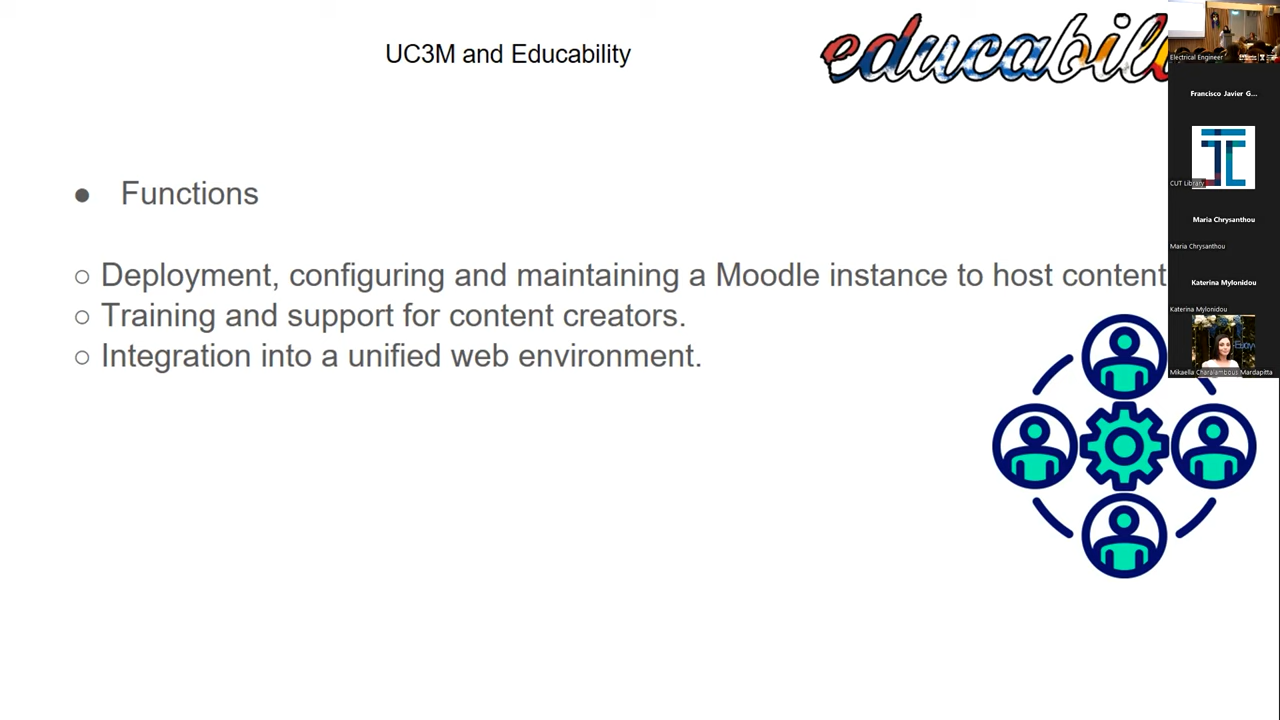 UC3M and Educability
educabil
● Functions
○ Deployment, configuring and maintaining a Moodle instance to host content
○ Training and support for content creators.
○ Integration into a unified web environment.
Electrical Engineer
Francisco Javier G...
CUT Library
Maria Chrysanthou
Maria Chrysanthou
Katerina Mylonidou
Katerina Mylonidou
Mikaella Charalambous Mardapitta